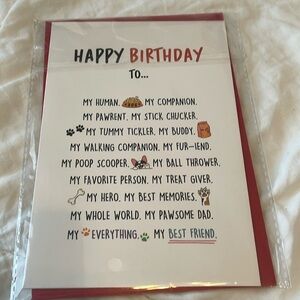 HAPPY BIRTHDAY
TO...
MY HUMAN. MY COMPANION.
MY PAWRENT. MY STICK CHUCKER.
MY TUMMY TICKLER. MY BUDDY.
MY WALKING COMPANION. MY FUR-IEND.
MY POOP SCOOPER. MY BALL THROWER.
MY FAVORITE PERSON. MY TREAT GIVER.
MY HERO. MY BEST MEMORIES.
MY WHOLE WORLD. MY PAWSOME DAD.
MY EVERYTHING. MY BEST FRIEND.